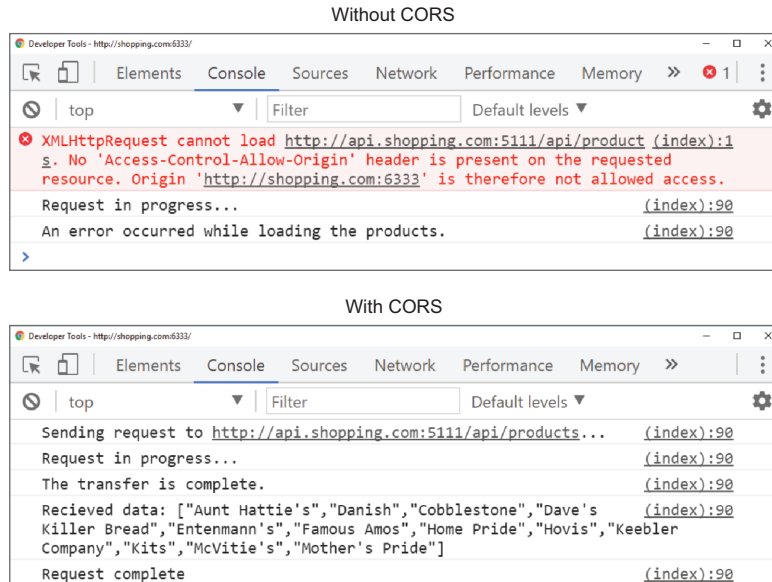 Without CORS
Developer Tools - http://shopping.com:6333/
Elements Console Sources Network Performance Memory » 1
top Filter Default levels
XMLHttpRequest cannot load http://api.shopping.com:5111/api/product (index):1
s. No 'Access-Control-Allow-Origin' header is present on the requested
resource. Origin 'http://shopping.com:6333' is therefore not allowed access.
Request in progress... (index):90
An error occurred while loading the products. (index):90
>
With CORS
Developer Tools - http://shopping.com:6333/
Elements Console Sources Network Performance Memory »
top Filter Default levels
Sending request to http://api.shopping.com:5111/api/products... (index):90
Request in progress... (index):90
The transfer is complete. (index):90
Recieved data: ["Aunt Hattie's","Danish","Cobblestone","Dave's (index):90
Killer Bread","Entenmann's","Famous Amos","Home Pride","Hovis","Keebler
Company","Kits","McVitie's","Mother's Pride"]
Request complete (index):90